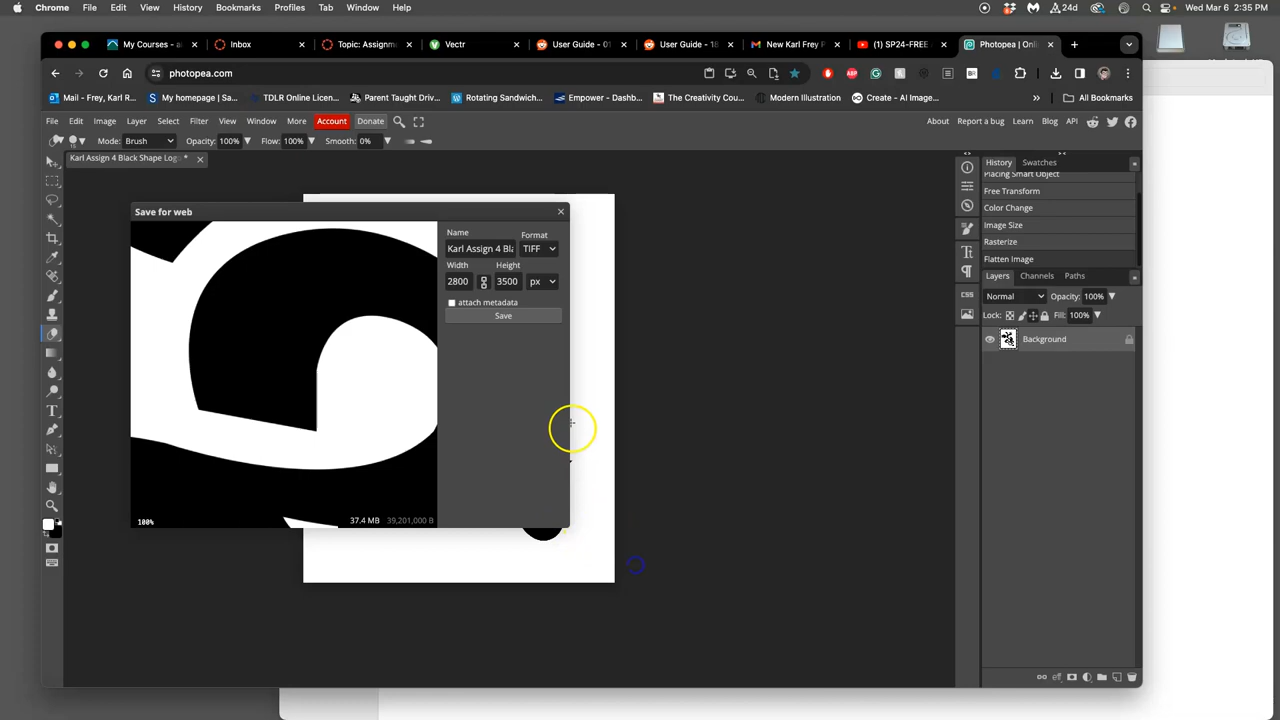 Chrome File Edit View History Bookmarks Profiles Tab Window Help 24d Wed Mar 6 2:35 PM
My Courses - a Inbox Topic: Assignm Vectr User Guide - 01 User Guide - 18 New Karl Frey P (1) SP24-FREE c Photopea | Onli
photopea.com
Mail - Frey, Karl R... My homepage | Sa... TDLR Online Licen... Parent Taught Driv... Rotating Sandwich... Empower - Dashb... The Creativity Cou... Modern Illustration Create - AI Image... » All Bookmarks
File Edit Image Layer Select Filter View Window More Account Donate About Report a bug Learn Blog API
Mode: Brush Opacity: 100% Flow: 100% Smooth: 0%
Karl Assign 4 Black Shape Logo *
History Swatches
Placing Smart Object
Free Transform
Color Change
Image Size
Rasterize
Flatten Image
Layers Channels Paths
Normal Opacity: 100%
Lock: Fill: 100%
Background
CSS
Save for web
Name Format
Karl Assign 4 Bla TIFF
Width Height
2800 3500 px
attach metadata
Save
100% 37.4 MB 39,201,000 B